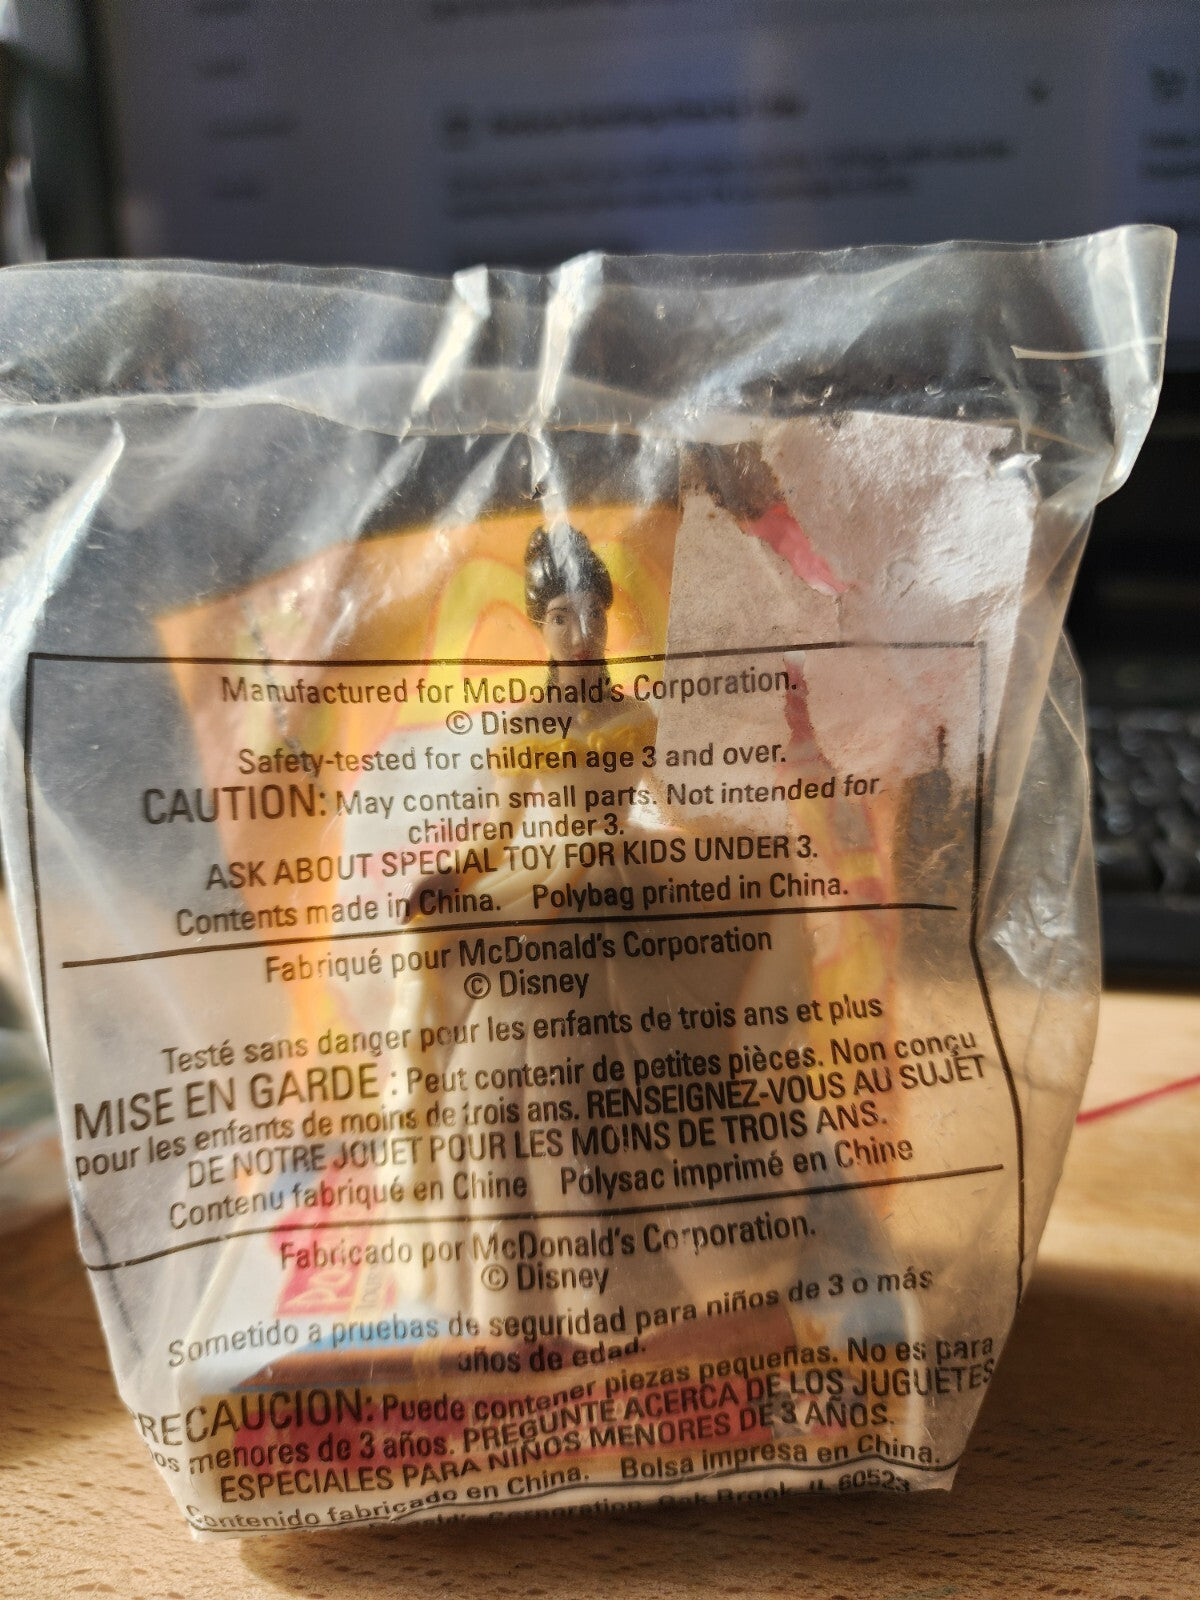 Manufactured for McDonald's Corporation.
© Disney
Safety-tested for children age 3 and over.
CAUTION: May contain small parts. Not intended for
children under 3.
ASK ABOUT SPECIAL TOY FOR KIDS UNDER 3.
Contents made in China. Polybag printed in China.
Fabriqué pour McDonald's Corporation
© Disney
Testé sans danger pour les enfants de trois ans et plus
MISE EN GARDE : Peut contenir de petites pièces. Non conçu
pour les enfants de moins de trois ans. RENSEIGNEZ-VOUS AU SUJET
DE NOTRE JOUET POUR LES MOINS DE TROIS ANS.
Contenu fabriqué en Chine Polysac imprimé en Chine
Fabricado por McDonald's Corporation.
© Disney
Sometido a pruebas de seguridad para niños de 3 o más
años de edad.
RECAUCION: Puede contener piezas pequeñas. No es para
os menores de 3 años. PREGUNTE ACERCA DE LOS JUGUETES
ESPECIALES PARA NIÑOS MENORES DE 3 AÑOS.
Contenido fabricado en China. Bolsa impresa en China.
Corporation Oak Brook IL 60523